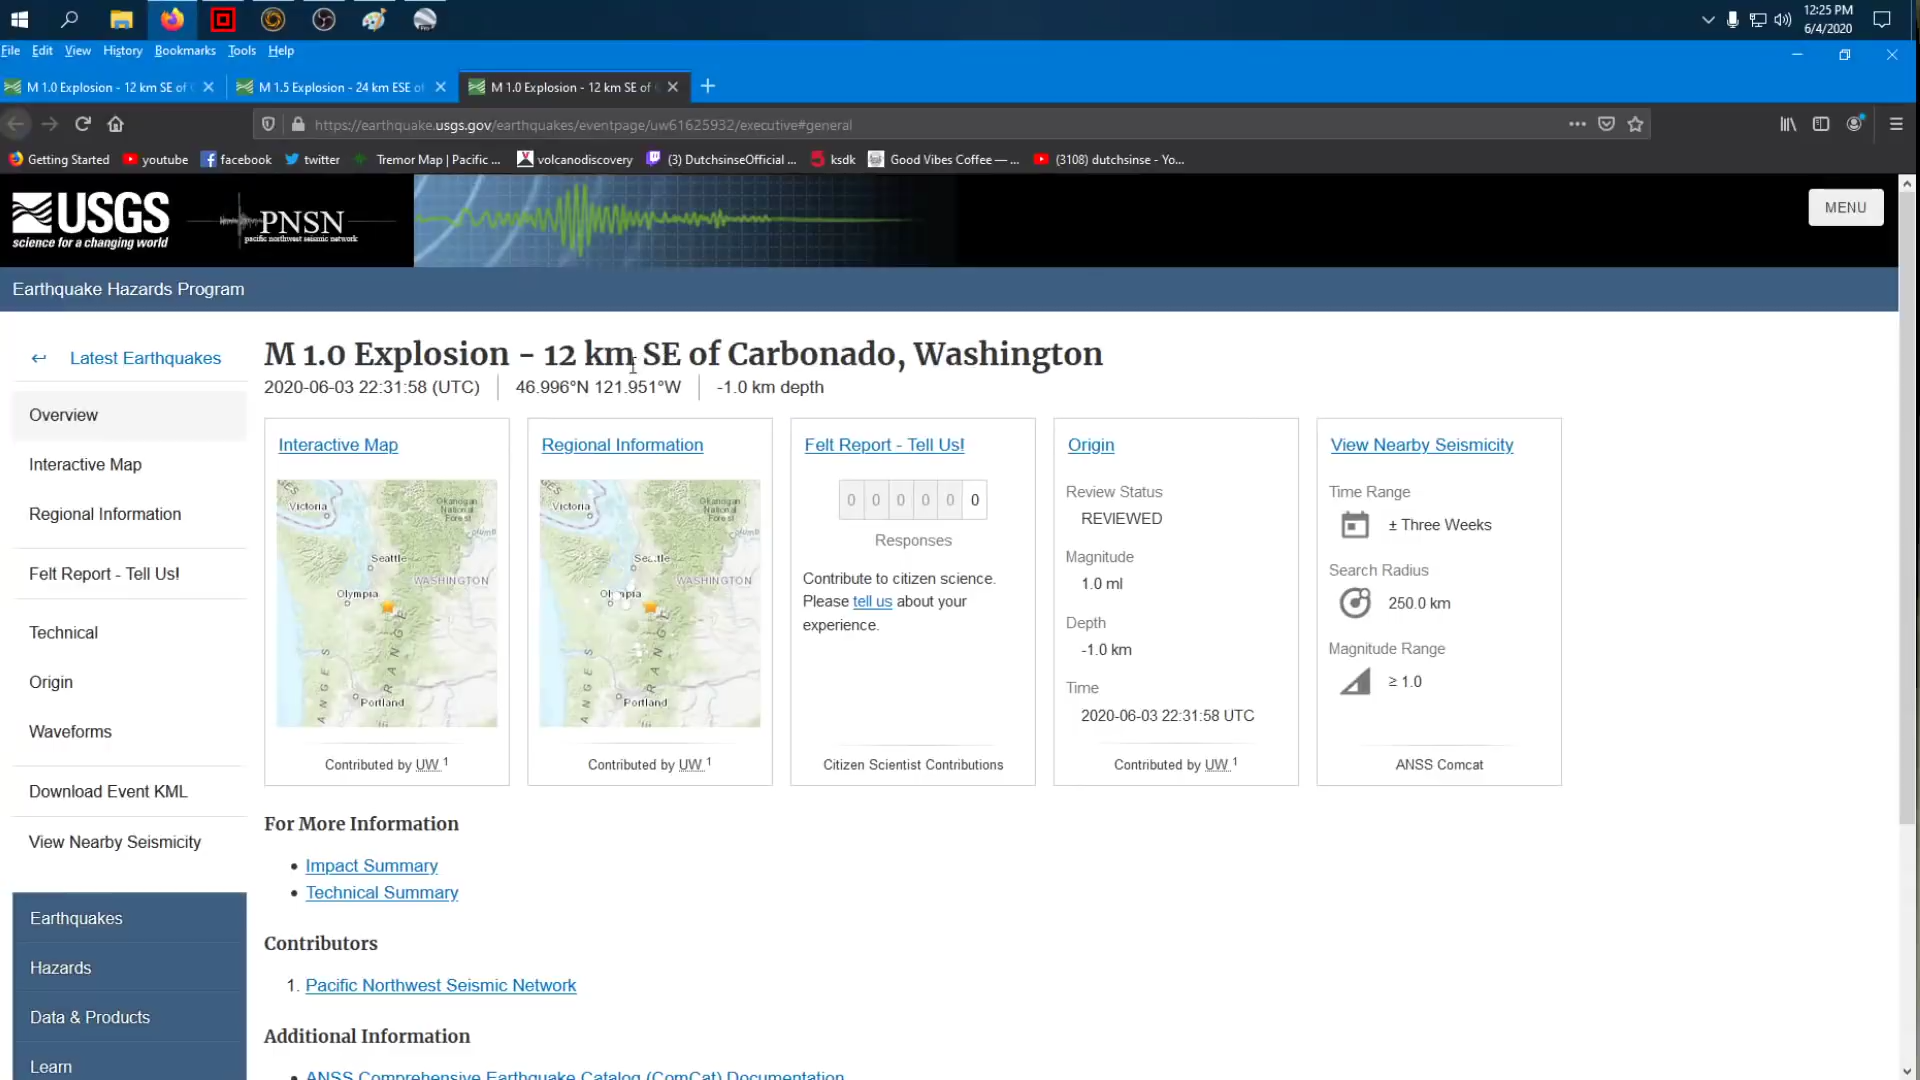 12:25 PM
6/4/2020
File Edit View History Bookmarks Tools Help
M 1.0 Explosion - 12 km SE of
M 1.5 Explosion - 24 km ESE of
M 1.0 Explosion - 12 km SE of
https://earthquake.usgs.gov/earthquakes/eventpage/uw61625932/executive#general
Getting Started youtube facebook twitter Tremor Map | Pacific ... volcanodiscovery (3) DutchsinseOfficial ... ksdk Good Vibes Coffee — ... (3108) dutchsinse - Yo...
USGS
science for a changing world
PNSN
pacific northwest seismic network
MENU
Earthquake Hazards Program
Latest Earthquakes
Overview
Interactive Map
Regional Information
Felt Report - Tell Us!
Technical
Origin
Waveforms
Download Event KML
View Nearby Seismicity
Earthquakes
Hazards
Data & Products
Learn
M 1.0 Explosion - 12 km SE of Carbonado, Washington
2020-06-03 22:31:58 (UTC) 46.996°N 121.951°W -1.0 km depth
Interactive Map
Victoria
Okanogan
National
Forest
Seattle
WASHINGTON
Olympia
Portland
Contributed by UW 1
Regional Information
Victoria
Okanogan
National
Forest
WASHINGTON
Portland
Contributed by UW 1
Felt Report - Tell Us!
0 0 0 0 0 0
Responses
Contribute to citizen science.
Please tell us about your
experience.
Citizen Scientist Contributions
Origin
Review Status
REVIEWED
Magnitude
1.0 ml
Depth
-1.0 km
Time
2020-06-03 22:31:58 UTC
Contributed by UW 1
View Nearby Seismicity
Time Range
± Three Weeks
Search Radius
250.0 km
Magnitude Range
≥ 1.0
ANSS Comcat
For More Information
• Impact Summary
• Technical Summary
Contributors
1. Pacific Northwest Seismic Network
Additional Information
• ANSS Comprehensive Earthquake Catalog (ComCat) Documentation